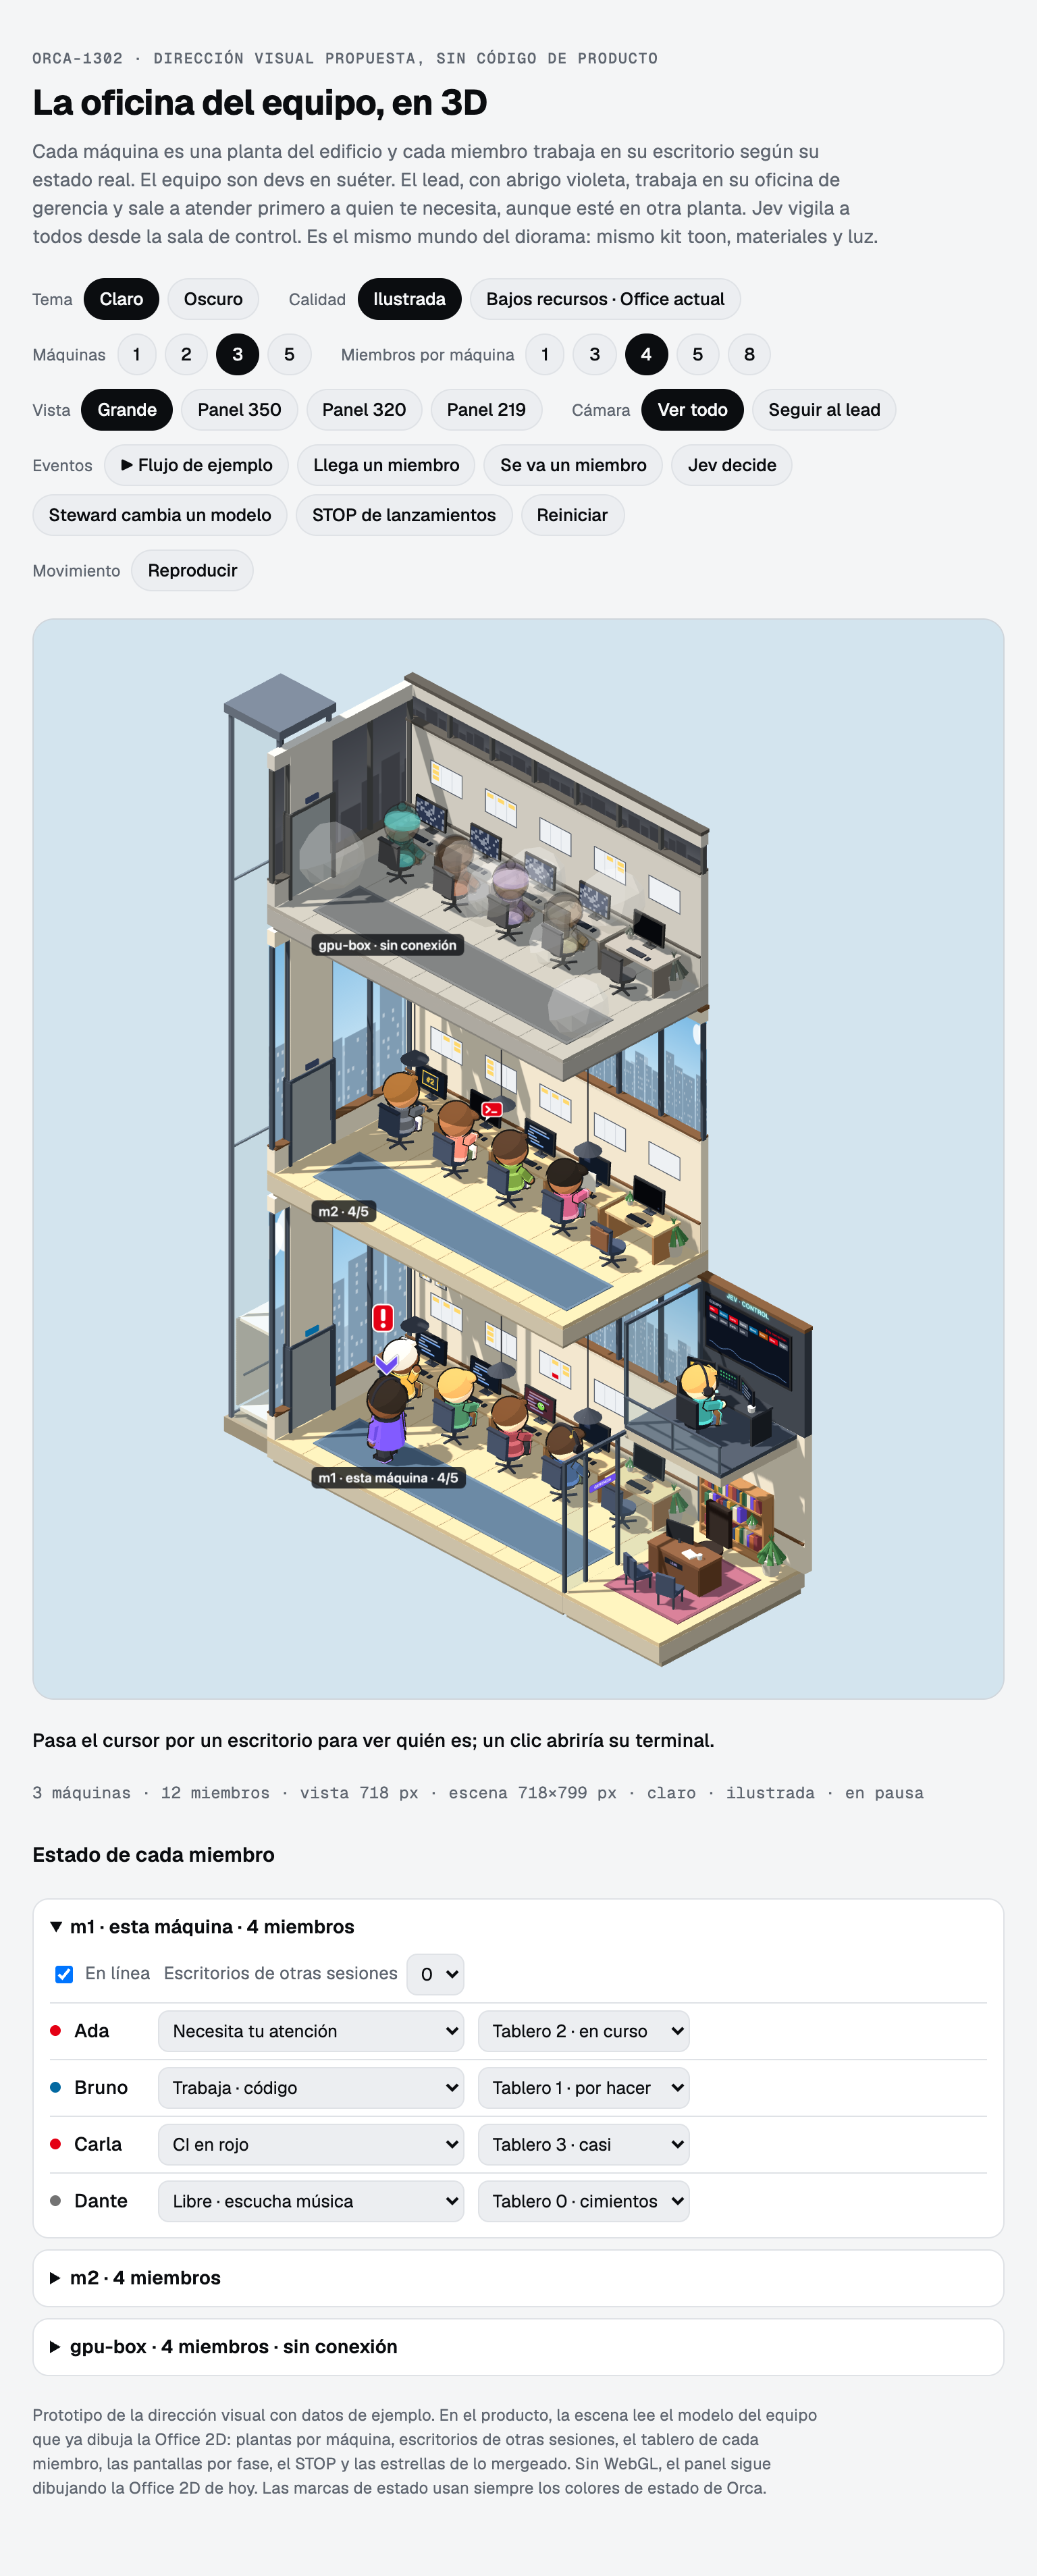 ORCA-1302 · DIRECCIÓN VISUAL PROPUESTA, SIN CÓDIGO DE PRODUCTO
La oficina del equipo, en 3D
Cada máquina es una planta del edificio y cada miembro trabaja en su escritorio según su
estado real. El equipo son devs en suéter. El lead, con abrigo violeta, trabaja en su oficina de
gerencia y sale a atender primero a quien te necesita, aunque esté en otra planta. Jev vigila a
todos desde la sala de control. Es el mismo mundo del diorama: mismo kit toon, materiales y luz.
Tema Claro Oscuro Calidad Ilustrada Bajos recursos · Office actual
Máquinas 1 2 3 5 Miembros por máquina 1 3 4 5 8
Vista Grande Panel 350 Panel 320 Panel 219 Cámara Ver todo Seguir al lead
Eventos ▶ Flujo de ejemplo Llega un miembro Se va un miembro Jev decide
Steward cambia un modelo STOP de lanzamientos Reiniciar
Movimiento Reproducir
gpu-box · sin conexión
#2
>_
m2 · 4/5
JEV · CONTROL
!
m1 · esta máquina · 4/5
Pasa el cursor por un escritorio para ver quién es; un clic abriría su terminal.
3 máquinas · 12 miembros · vista 718 px · escena 718×799 px · claro · ilustrada · en pausa
Estado de cada miembro
▼ m1 · esta máquina · 4 miembros
En línea Escritorios de otras sesiones 0
Ada Necesita tu atención Tablero 2 · en curso
Bruno Trabaja · código Tablero 1 · por hacer
Carla CI en rojo Tablero 3 · casi
Dante Libre · escucha música Tablero 0 · cimientos
▶ m2 · 4 miembros
▶ gpu-box · 4 miembros · sin conexión
Prototipo de la dirección visual con datos de ejemplo. En el producto, la escena lee el modelo del equipo
que ya dibuja la Office 2D: plantas por máquina, escritorios de otras sesiones, el tablero de cada
miembro, las pantallas por fase, el STOP y las estrellas de lo mergeado. Sin WebGL, el panel sigue
dibujando la Office 2D de hoy. Las marcas de estado usan siempre los colores de estado de Orca.